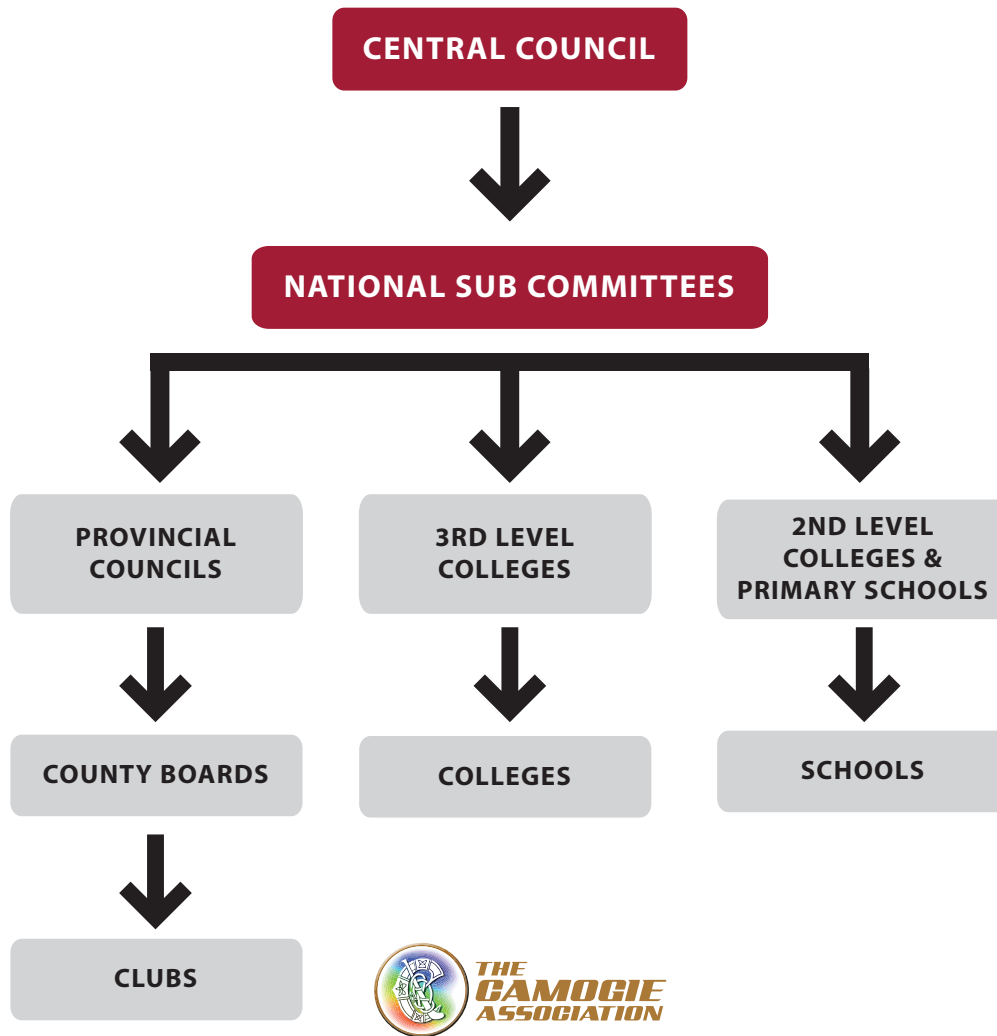 CENTRAL COUNCIL
NATIONAL SUB COMMITTEES
PROVINCIAL
COUNCILS
3RD LEVEL
COLLEGES
2ND LEVEL
COLLEGES &
PRIMARY SCHOOLS
COUNTY BOARDS
COLLEGES
SCHOOLS
CLUBS
THE
CAMOGIE
ASSOCIATION